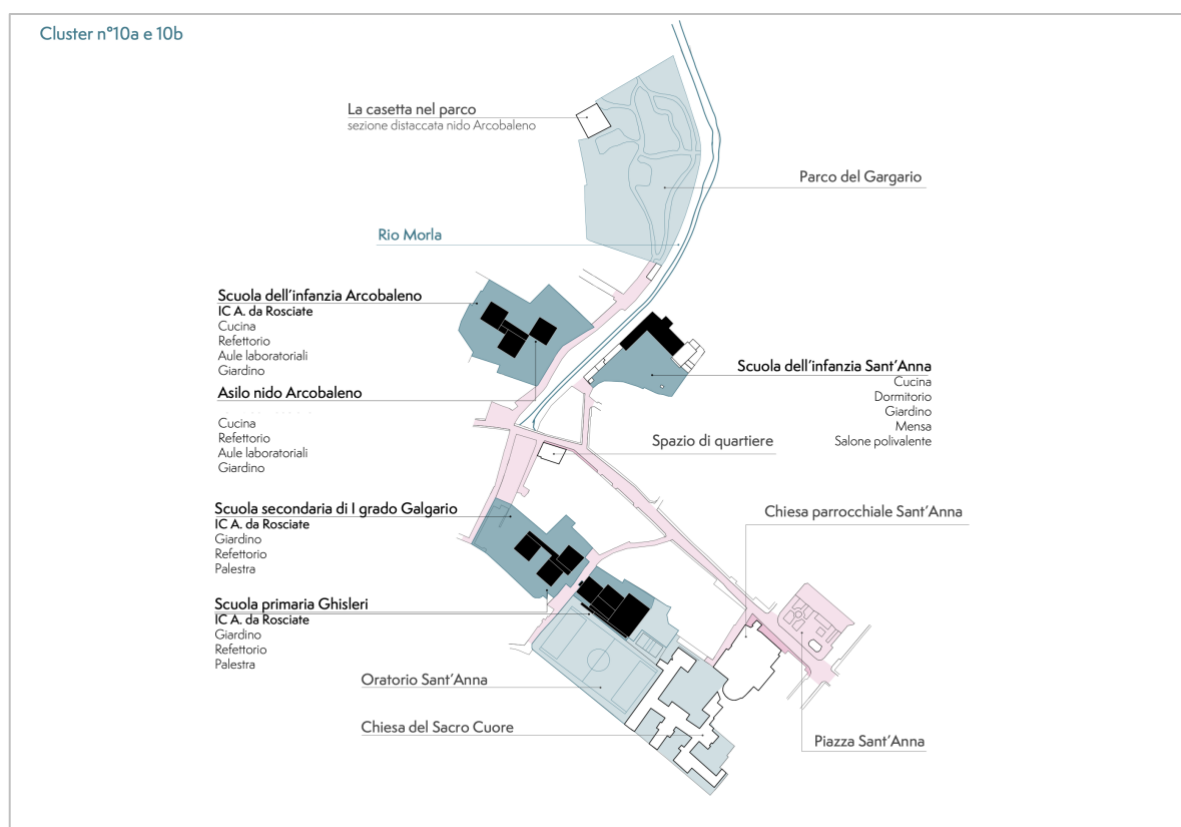 Cluster n°10a e 10b
La casetta nel parco
sezione distaccata nido Arcobaleno
Parco del Gargario
Rio Morla
Scuola dell'infanzia Arcobaleno
IC A. da Rosciate
Cucina
Refettorio
Aule laboratoriali
Giardino
Asilo nido Arcobaleno
Cucina
Refettorio
Aule laboratoriali
Giardino
Scuola dell'infanzia Sant'Anna
Cucina
Dormitorio
Giardino
Mensa
Salone polivalente
Spazio di quartiere
Scuola secondaria di I grado Galgario
IC A. da Rosciate
Giardino
Refettorio
Palestra
Chiesa parrocchiale Sant'Anna
Scuola primaria Ghisleri
IC A. da Rosciate
Giardino
Refettorio
Palestra
Oratorio Sant'Anna
Chiesa del Sacro Cuore
Piazza Sant'Anna